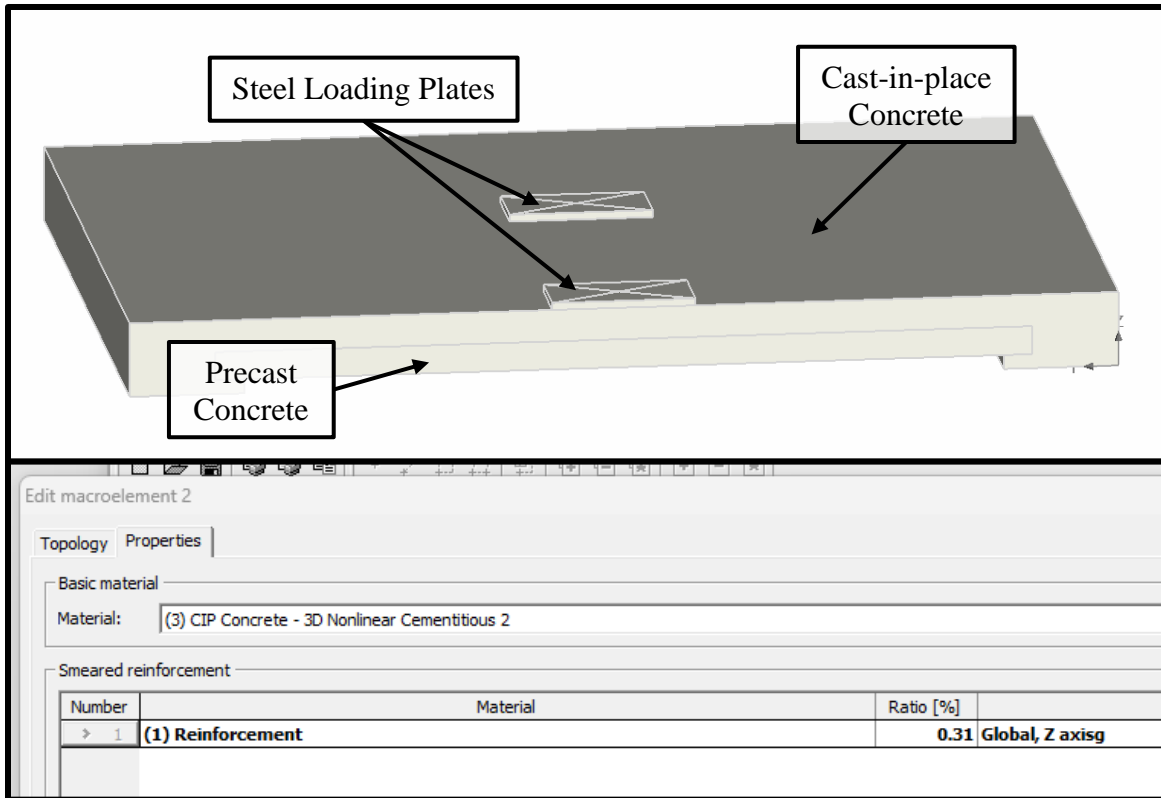 Steel Loading Plates
Cast-in-place
Concrete
Precast
Concrete
Edit macroelement 2
Topology Properties
Basic material
Material: (3) CIP Concrete - 3D Nonlinear Cementitious 2
Smeared reinforcement
Number Material Ratio [%]
> 1 (1) Reinforcement 0.31 Global, Z axisg